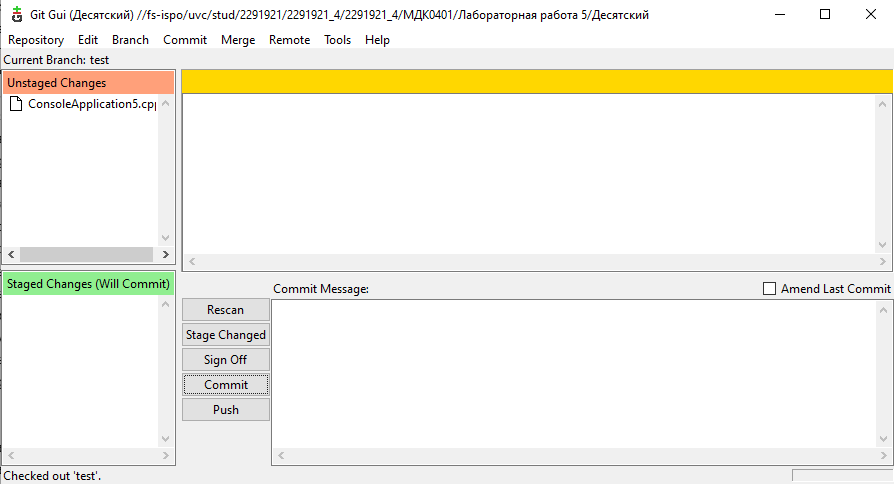 Git Gui (Десятский) //fs-ispo/uvc/stud/2291921/2291921_4/2291921_4/МДК0401/Лабораторная работа 5/Десятский
Repository Edit Branch Commit Merge Remote Tools Help
Current Branch: test
Unstaged Changes
ConsoleApplication5.cpp
Staged Changes (Will Commit)
Commit Message:
Amend Last Commit
Rescan
Stage Changed
Sign Off
Commit
Push
Checked out 'test'.